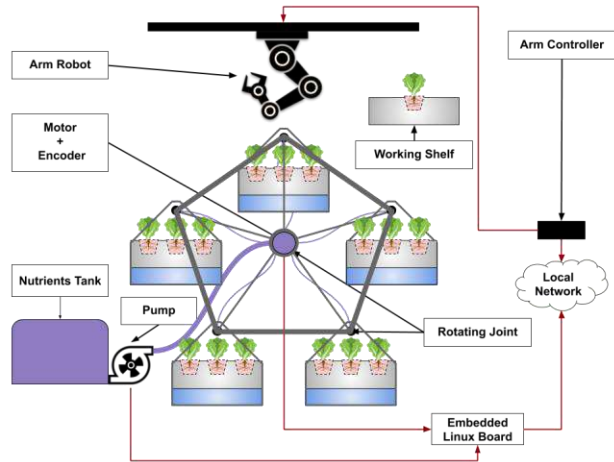 Arm Controller
Arm Robot
Motor
+
Encoder
Working Shelf
Nutrients Tank
Pump
Local
Network
Rotating Joint
Embedded
Linux Board